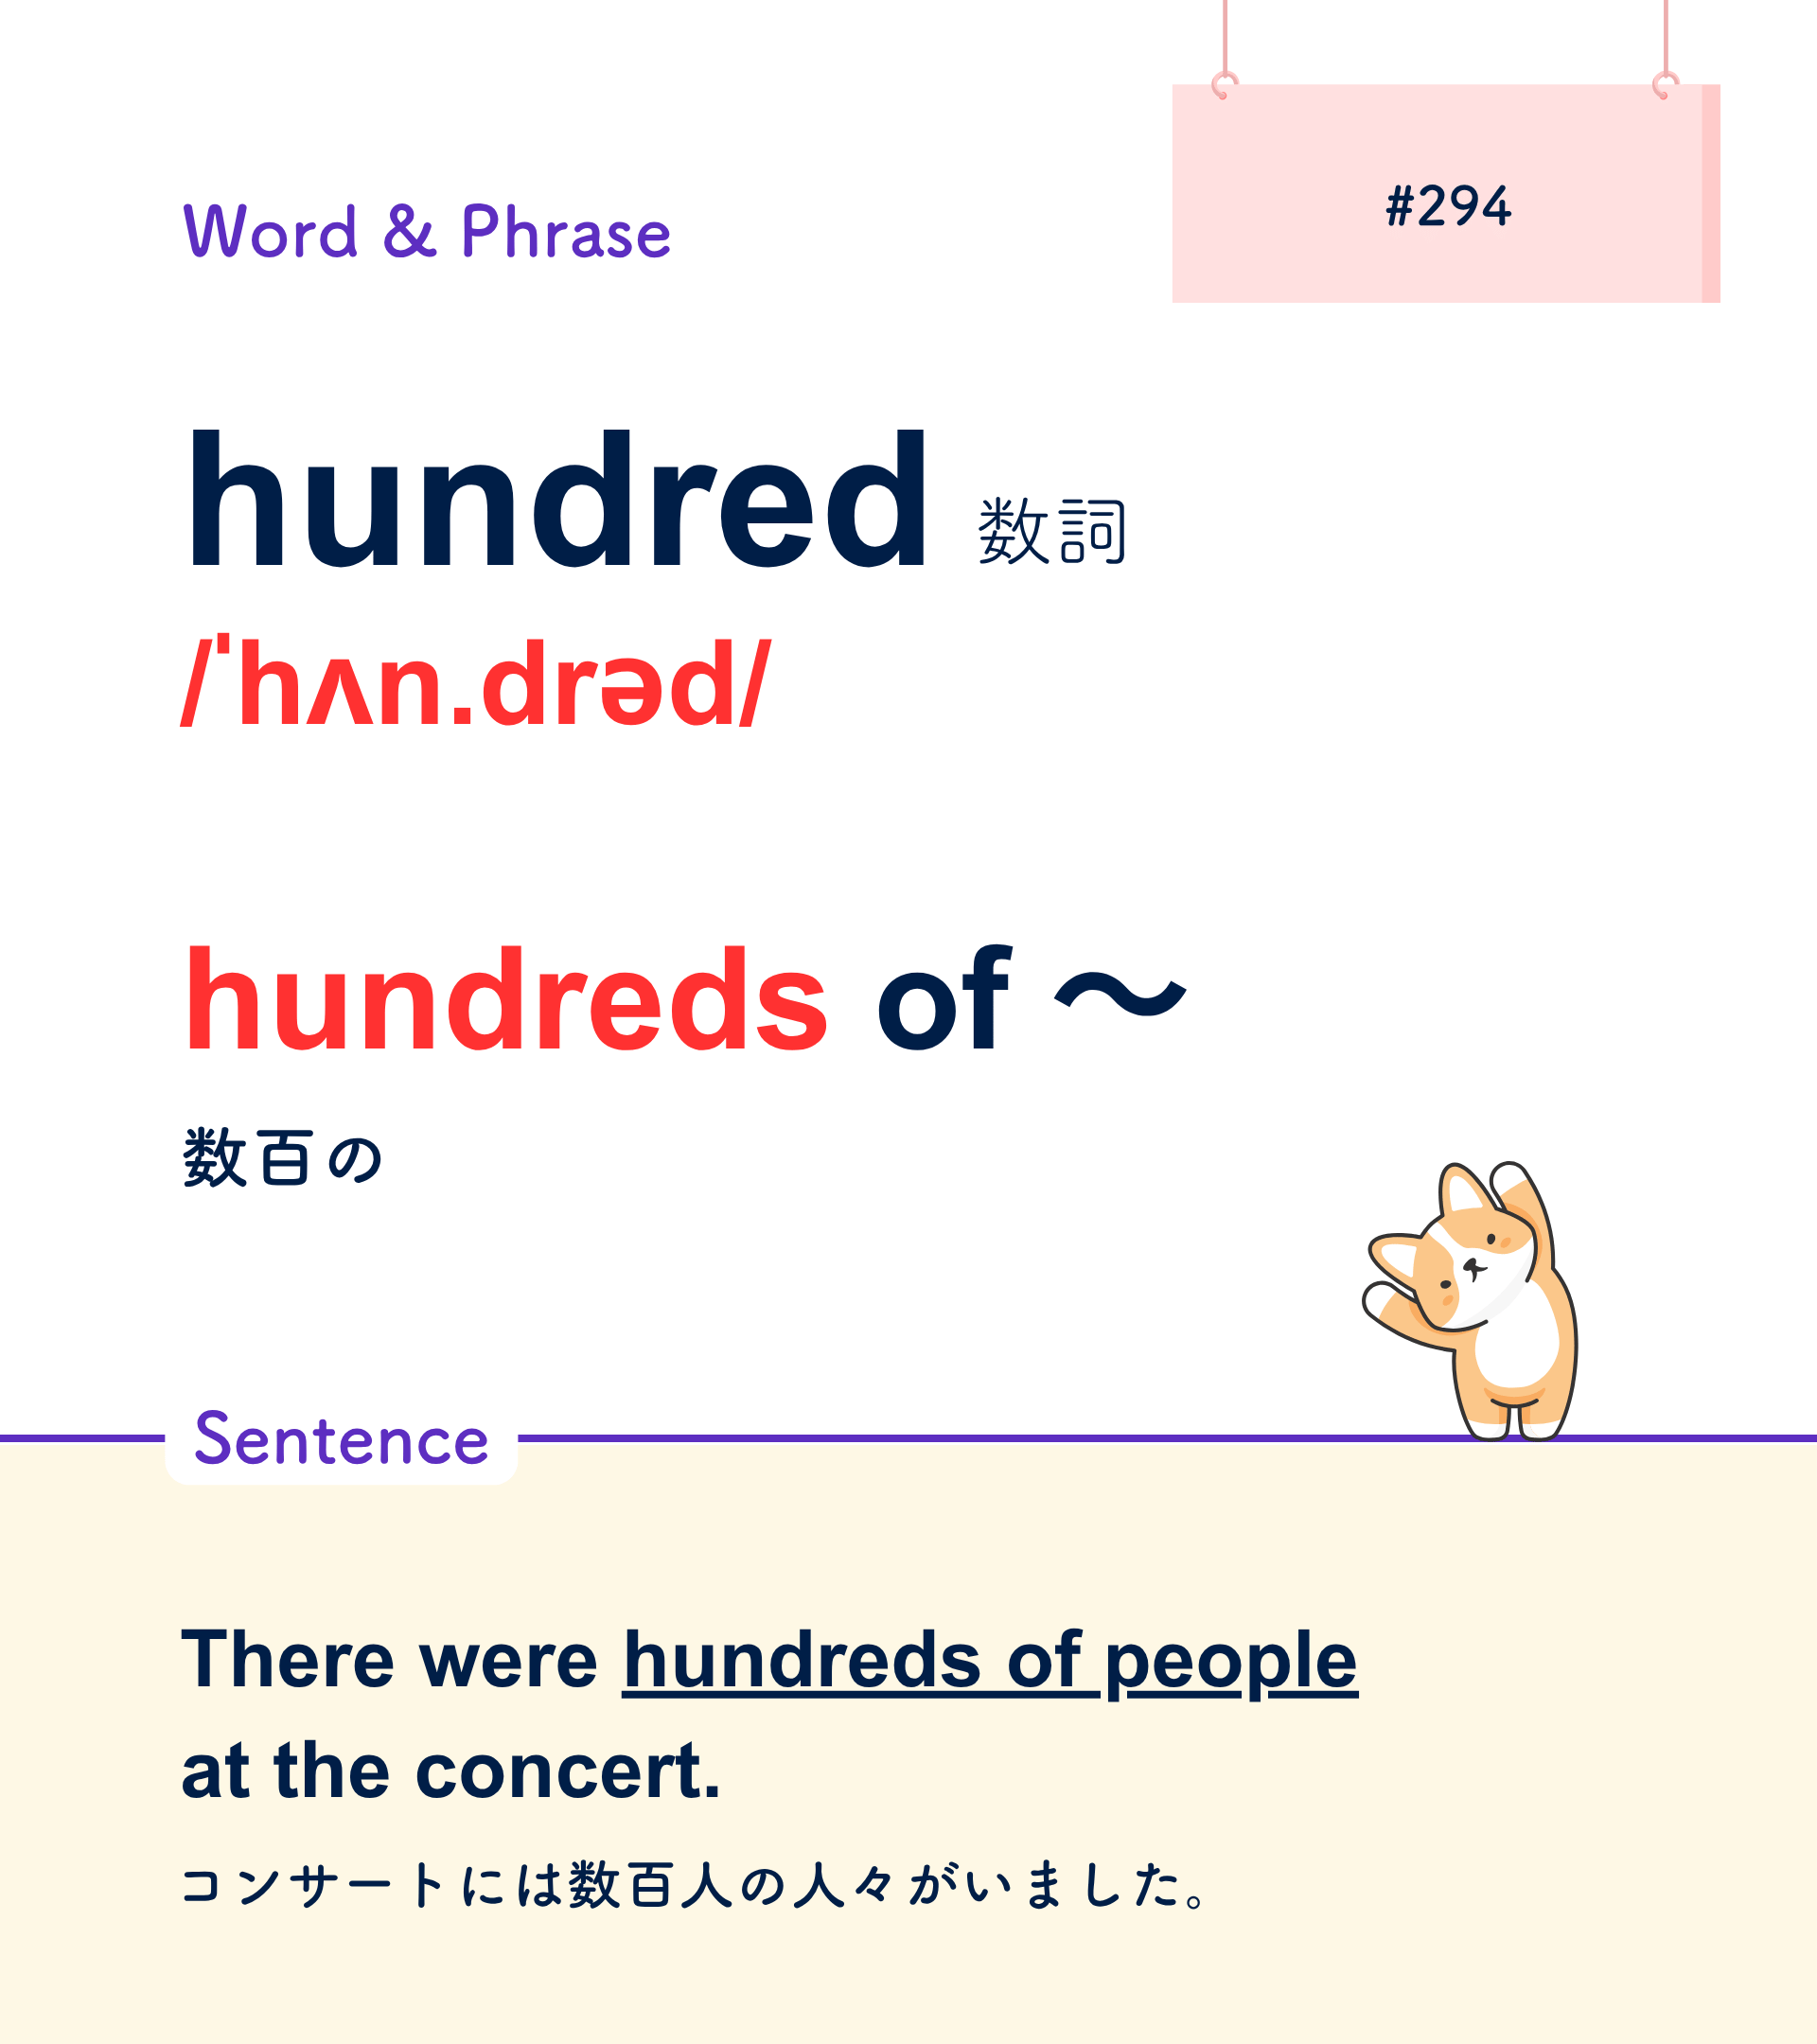 #294
Word & Phrase
hundred 数詞
/ˈhʌn.drəd/
hundreds of 〜
数百の
Sentence
There were hundreds of people
at the concert.
コンサートには数百人の人々がいました。